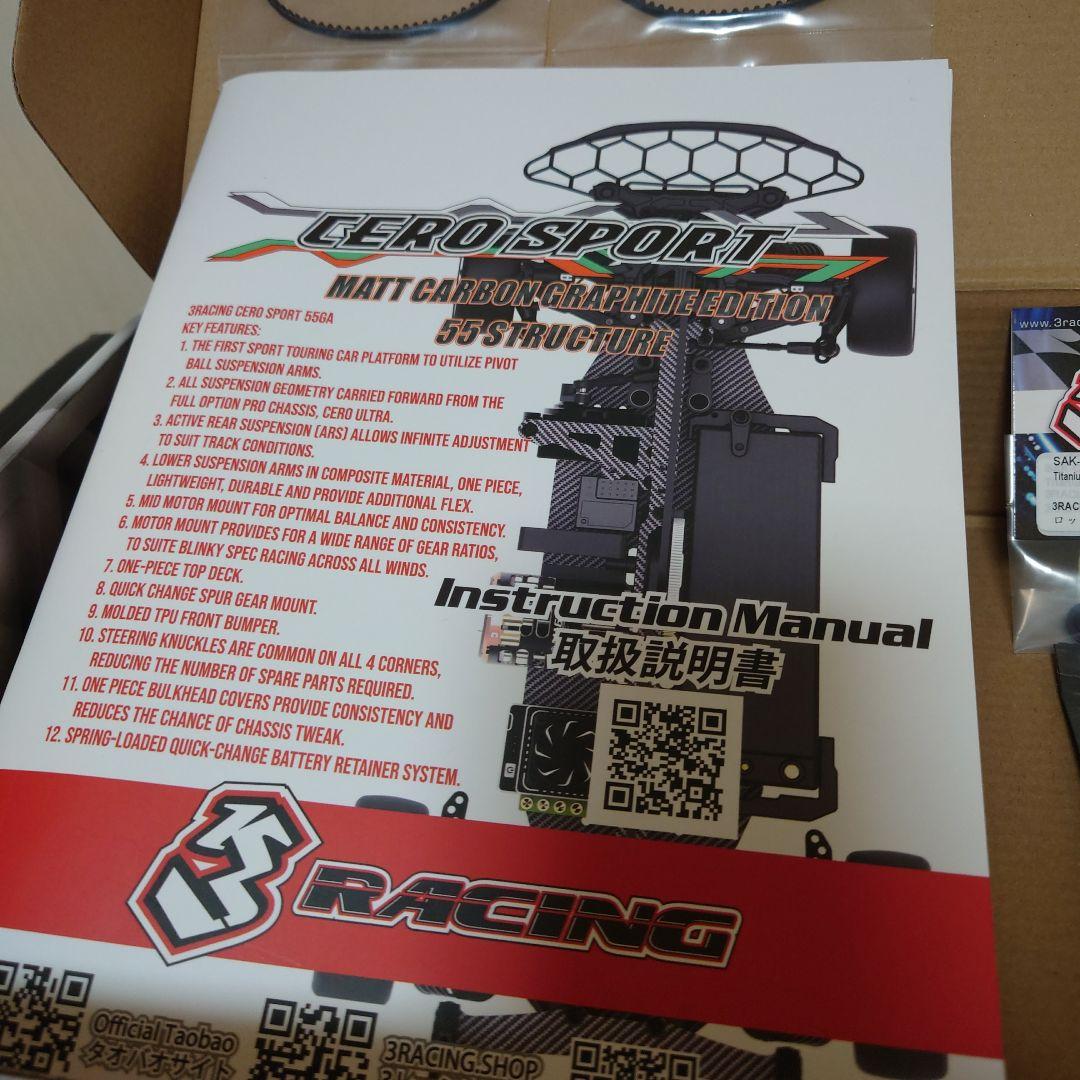 CERO SPORT
MATT CARBON GRAPHITE EDITION
55 STRUCTURE
3RACING CERO SPORT 55GA
KEY FEATURES:
1. THE FIRST SPORT TOURING CAR PLATFORM TO UTILIZE PIVOT
BALL SUSPENSION ARMS.
2. ALL SUSPENSION GEOMETRY CARRIED FORWARD FROM THE
FULL OPTION PRO CHASSIS, CERO ULTRA.
3. ACTIVE REAR SUSPENSION (ARS) ALLOWS INFINITE ADJUSTMENT
TO SUIT TRACK CONDITIONS.
4. LOWER SUSPENSION ARMS IN COMPOSITE MATERIAL, ONE PIECE,
LIGHTWEIGHT, DURABLE AND PROVIDE ADDITIONAL FLEX.
5. MID MOTOR MOUNT FOR OPTIMAL BALANCE AND CONSISTENCY.
6. MOTOR MOUNT PROVIDES FOR A WIDE RANGE OF GEAR RATIOS,
TO SUITE BLINKY SPEC RACING ACROSS ALL WINDS.
7. ONE-PIECE TOP DECK.
8. QUICK CHANGE SPUR GEAR MOUNT.
9. MOLDED TPU FRONT BUMPER.
10. STEERING KNUCKLES ARE COMMON ON ALL 4 CORNERS,
REDUCING THE NUMBER OF SPARE PARTS REQUIRED.
11. ONE PIECE BULKHEAD COVERS PROVIDE CONSISTENCY AND
REDUCES THE CHANCE OF CHASSIS TWEAK.
12. SPRING-LOADED QUICK-CHANGE BATTERY RETAINER SYSTEM.
Instruction Manual
取扱説明書
3 RACING
Official Taobao
タオバオサイト
3RACING.SHOP
www.3rac
SAK-
Titaniu
3RAC
ロッ